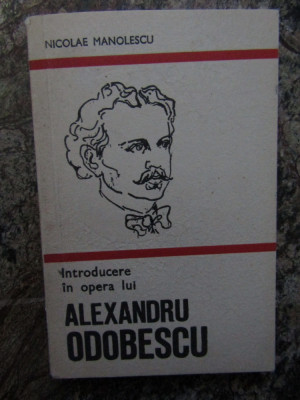 NICOLAE MANOLESCU
Introducere
în opera lui
ALEXANDRU
ODOBESCU